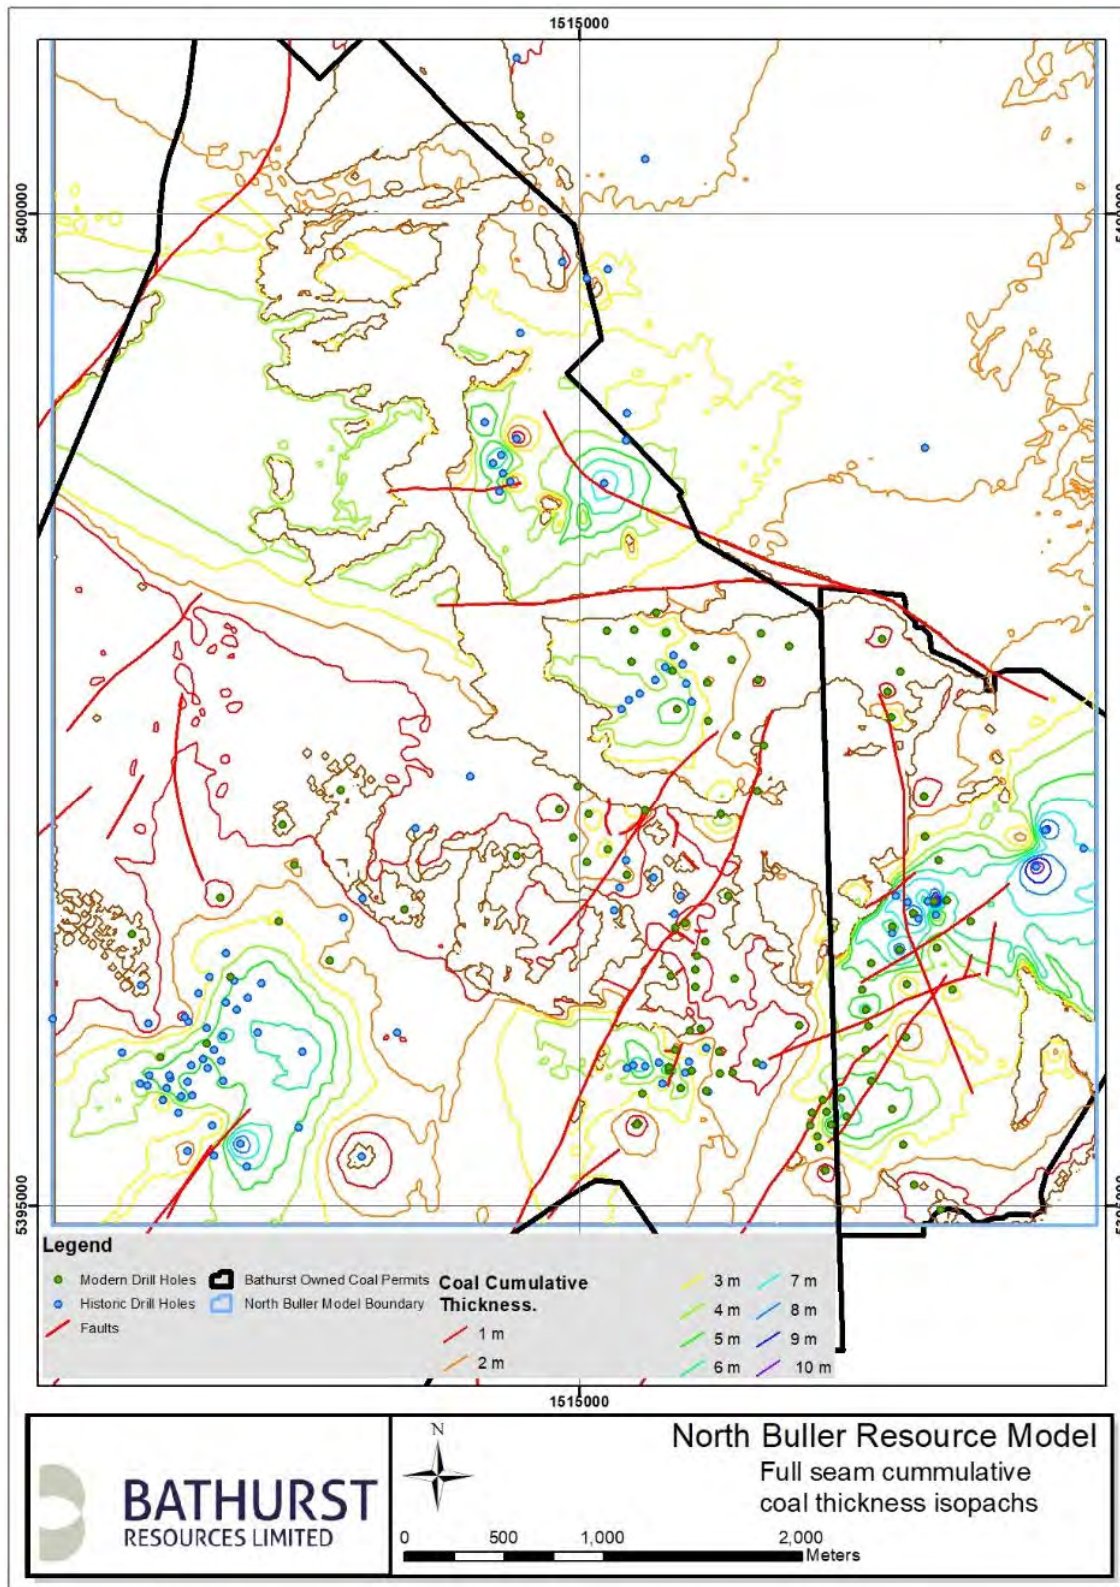 1515000
5400000
5395000
Legend
Modern Drill Holes
Historic Drill Holes
Faults
Bathurst Owned Coal Permits
North Buller Model Boundary
Coal Cumulative
Thickness.
1 m
2 m
3 m
4 m
5 m
6 m
7 m
8 m
9 m
10 m
1515000
BATHURST
RESOURCES LIMITED
N
0 500 1,000 2,000
Meters
North Buller Resource Model
Full seam cummulative
coal thickness isopachs